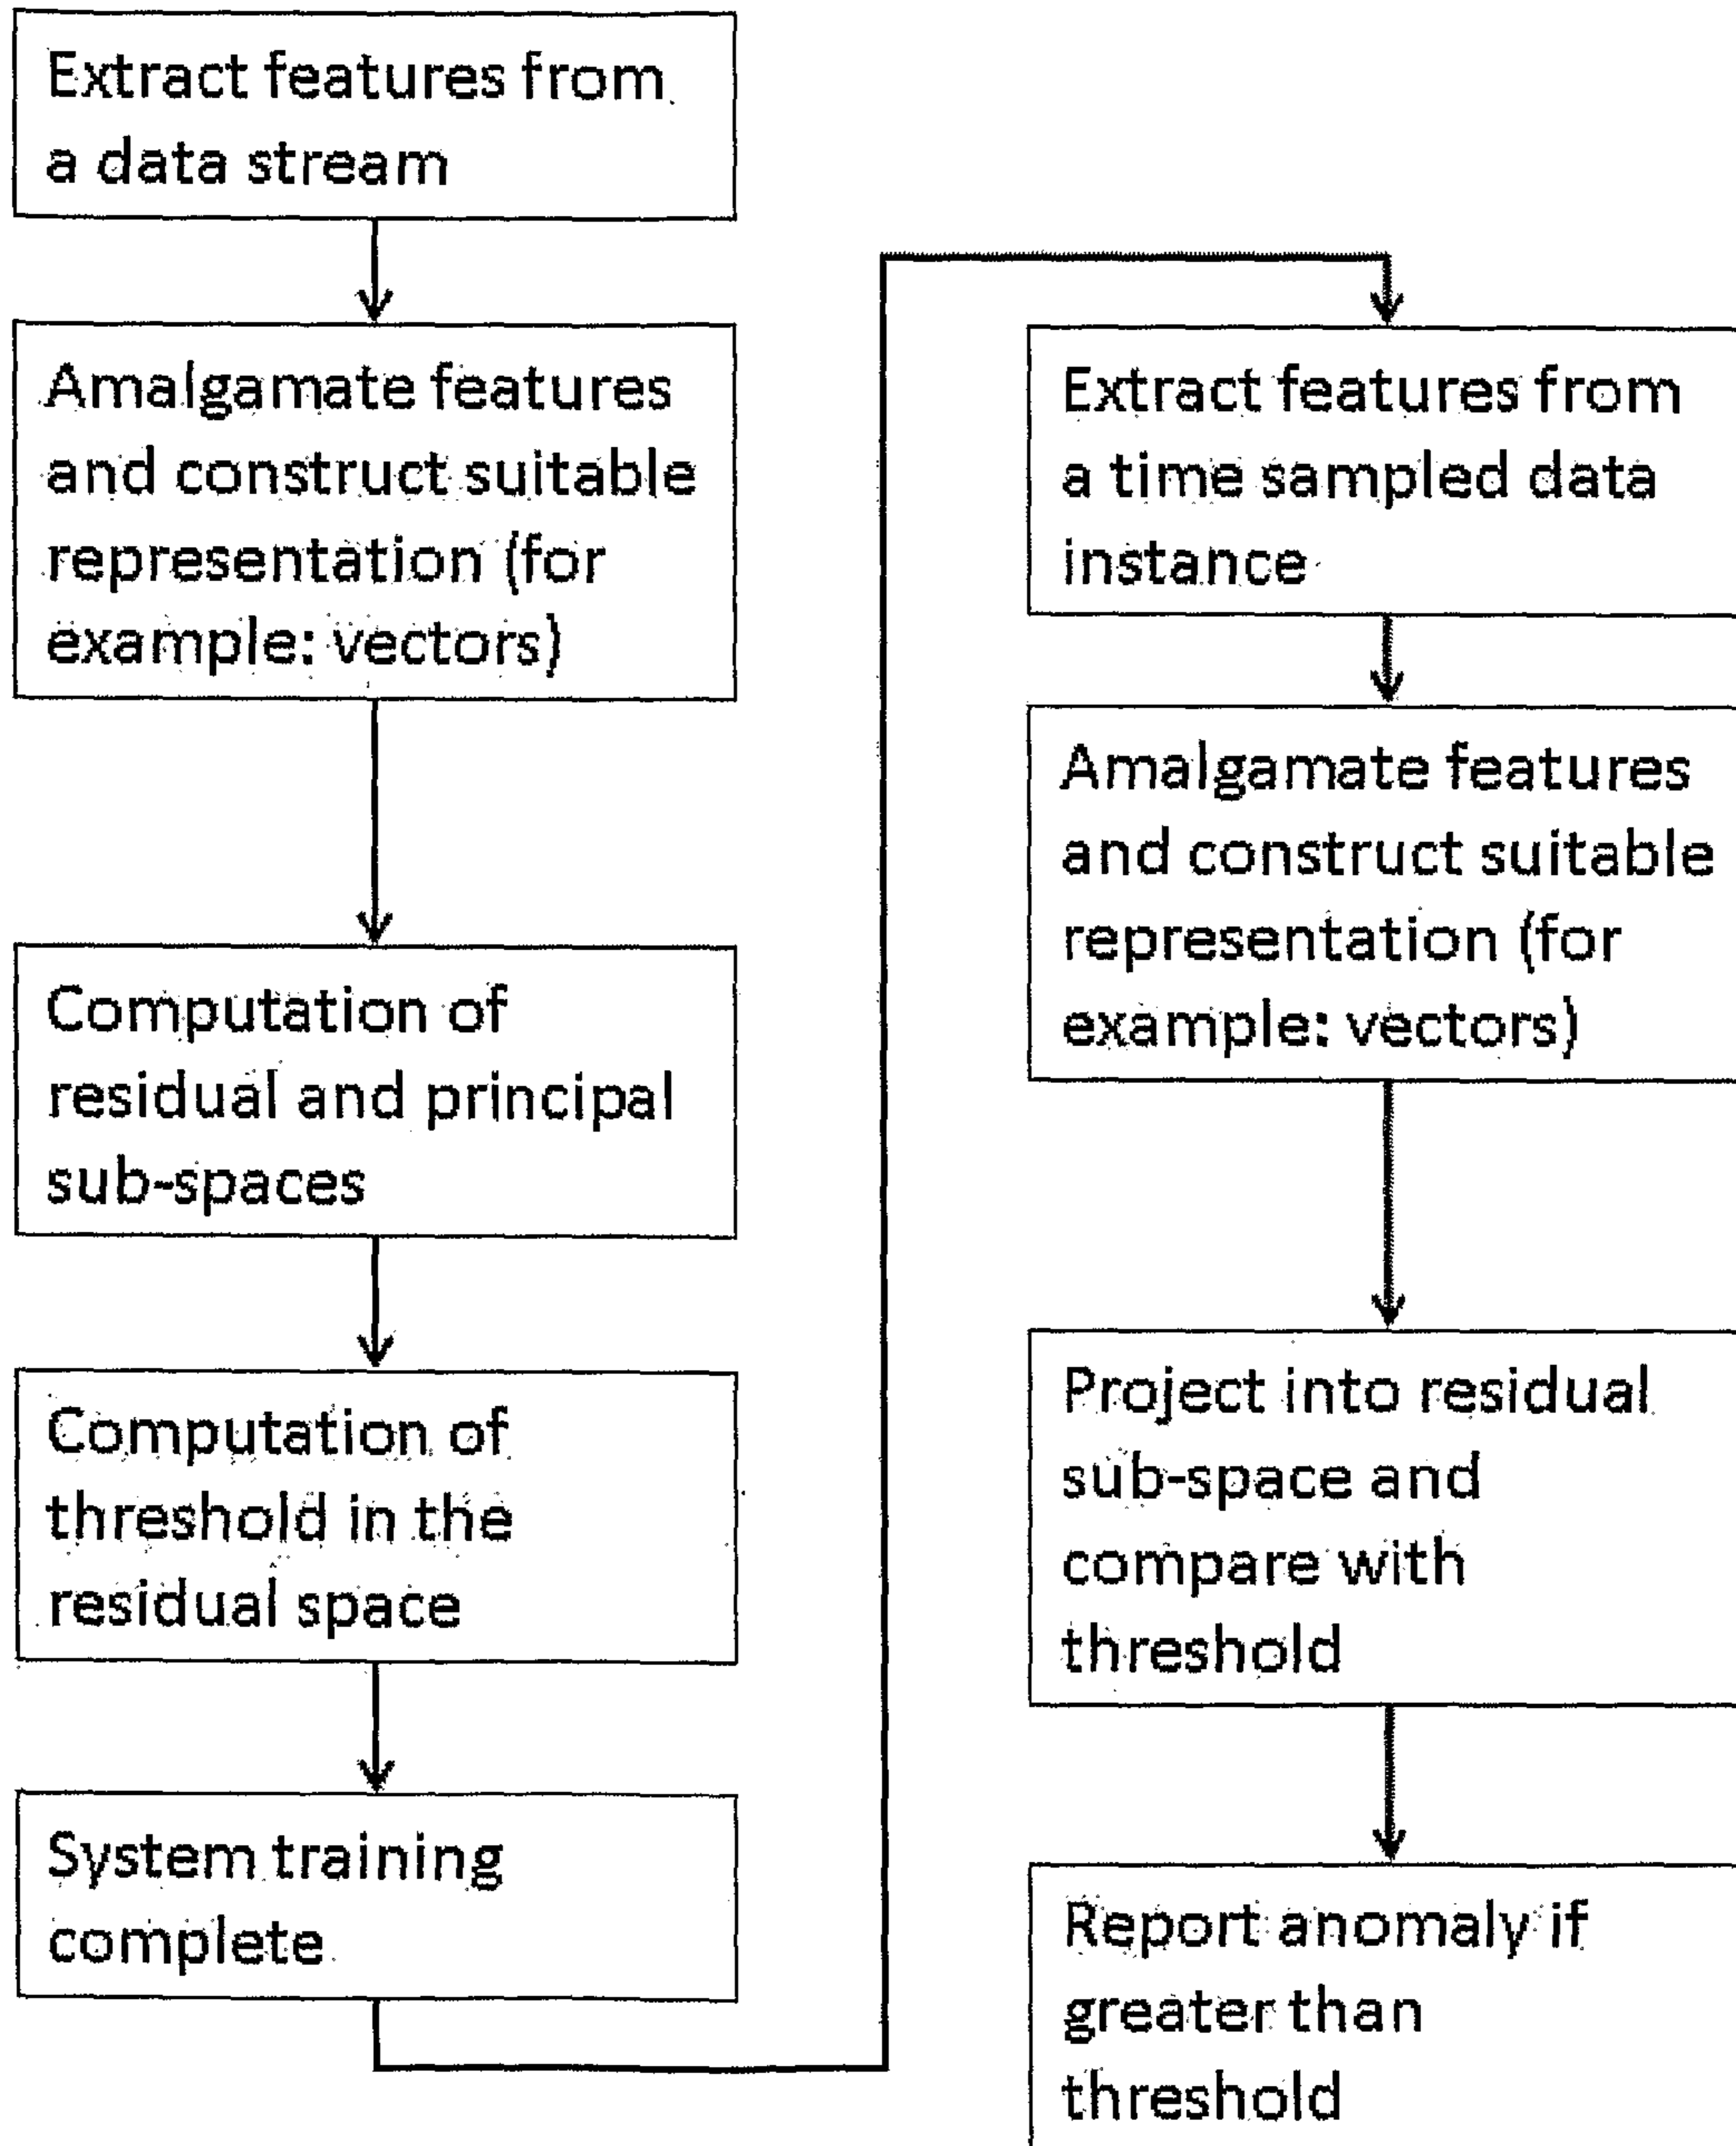 Extract features from
a data stream
Amalgamate features
and construct suitable
representation (for
example: vectors)
Computation of
residual and principal
sub-spaces
Computation of
threshold in the
residual space
System training
complete
Extract features from
a time sampled data
instance
Amalgamate features
and construct suitable
representation (for
example: vectors)
Project into residual
sub-space and
compare with
threshold
Report anomaly if
greater than
threshold